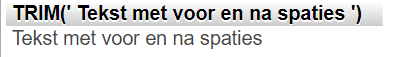 TRIM(' Tekst met voor en na spaties ')
Tekst met voor en na spaties